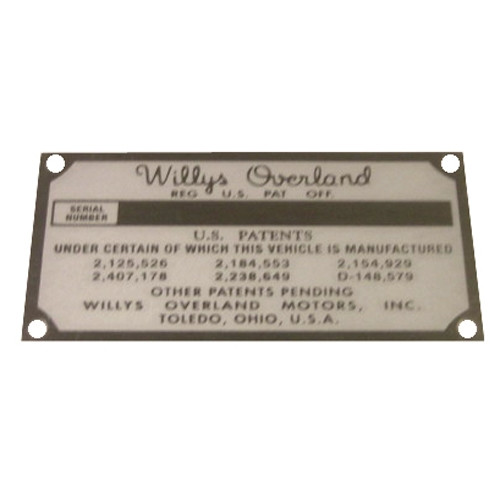 Willys Overland
REG U.S. PAT OFF.
SERIAL
NUMBER
U.S. PATENTS
UNDER CERTAIN OF WHICH THIS VEHICLE IS MANUFACTURED
2,125,526 2,184,553 2,154,929
2,407,178 2,238,649 D-148,579
OTHER PATENTS PENDING
WILLYS OVERLAND MOTORS, INC.
TOLEDO, OHIO, U.S.A.